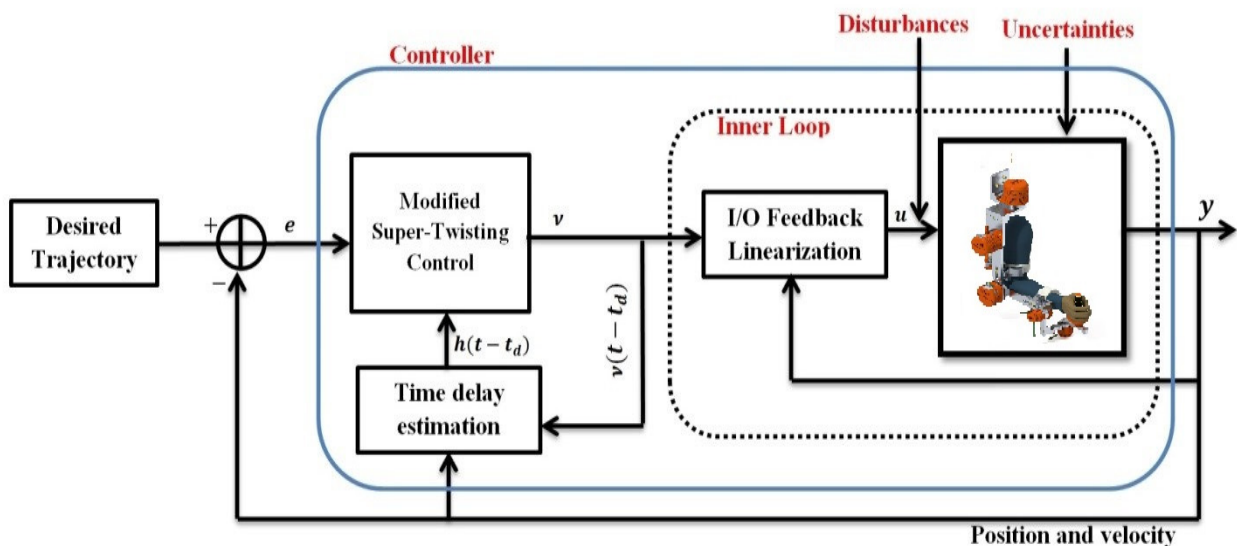 Disturbances
Uncertainties
Controller
Inner Loop
Desired
Trajectory
+
−
e
Modified
Super-Twisting
Control
v
I/O Feedback
Linearization
u
y
h(t − t_d)
v(t − t_d)
Time delay
estimation
Position and velocity